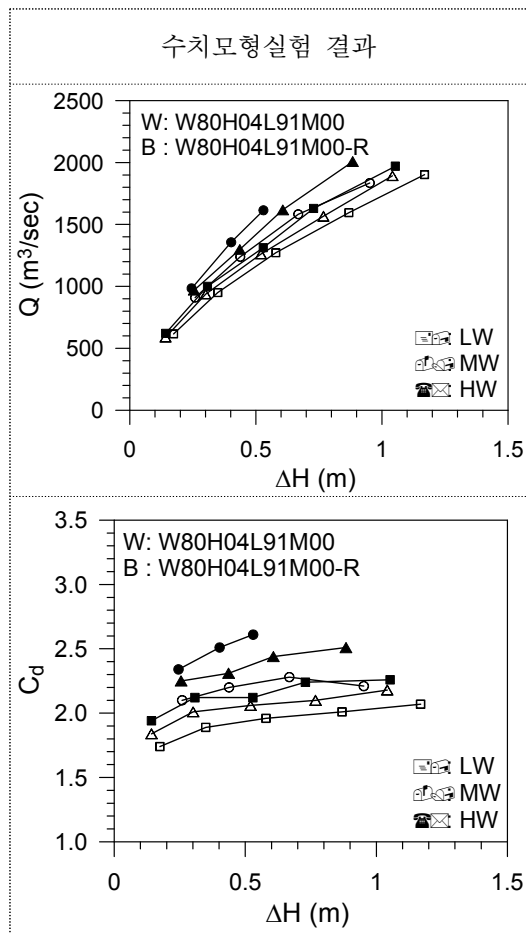 수치모형실험 결과
2500
2000
1500
1000
500
0
Q (m³/sec)
W: W80H04L91M00
B : W80H04L91M00-R
LW
MW
HW
0
0.5
1
1.5
ΔH (m)
3.5
3.0
2.5
2.0
1.5
1.0
C_d
W: W80H04L91M00
B : W80H04L91M00-R
LW
MW
HW
0
0.5
1
1.5
ΔH (m)